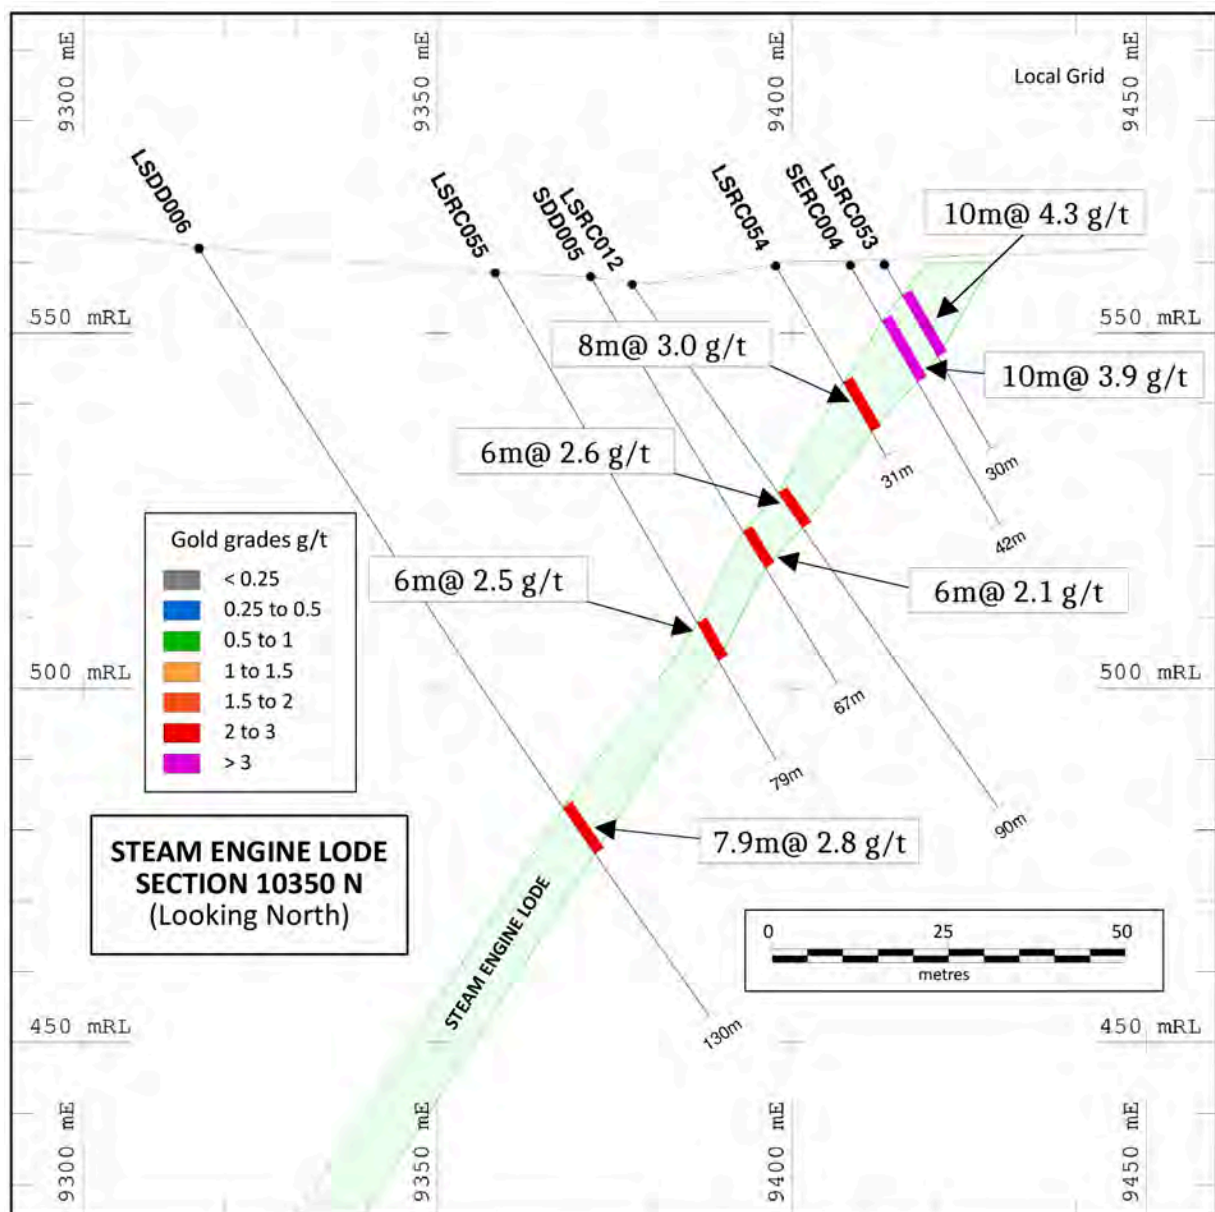 9300 mE
9350 mE
9400 mE
9450 mE
Local Grid
LSDD006
LSRC055
SDD005
LSRC012
LSRC054
SERC004
LSRC053
10m@ 4.3 g/t
550 mRL
550 mRL
8m@ 3.0 g/t
10m@ 3.9 g/t
6m@ 2.6 g/t
31m
30m
42m
Gold grades g/t
< 0.25
0.25 to 0.5
0.5 to 1
1 to 1.5
1.5 to 2
2 to 3
> 3
6m@ 2.5 g/t
6m@ 2.1 g/t
500 mRL
500 mRL
67m
79m
90m
7.9m@ 2.8 g/t
STEAM ENGINE LODE
SECTION 10350 N
(Looking North)
STEAM ENGINE LODE
0 25 50
metres
130m
450 mRL
450 mRL
9300 mE
9350 mE
9400 mE
9450 mE